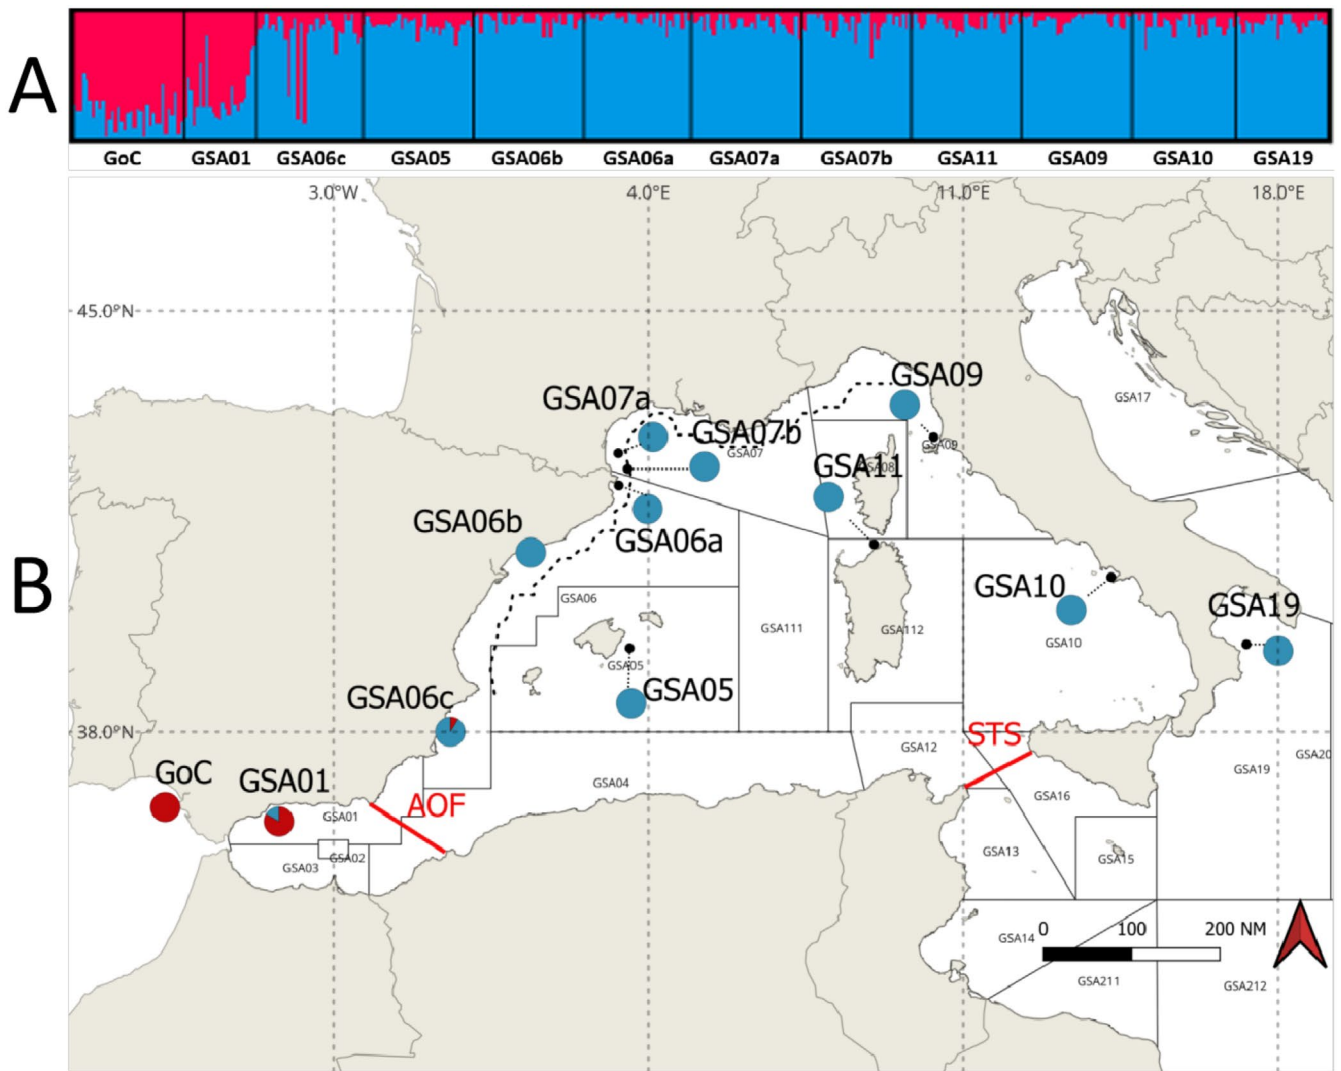 A
GoC GSA01 GSA06c GSA05 GSA06b GSA06a GSA07a GSA07b GSA11 GSA09 GSA10 GSA19
B
3.0°W 4.0°E 11.0°E 18.0°E
45.0°N
GSA09
GSA07a
GSA17
GSA07b
GSA09
GSA07
GSA11
GSA08
GSA06b
GSA06a
GSA10
GSA06
GSA19
GSA111
GSA112
GSA10
GSA05
GSA05
GSA06c
38.0°N
STS
GSA12
GSA20
GoC
GSA01
GSA04
GSA19
AOF
GSA16
GSA01
GSA13
GSA02
GSA15
GSA03
0 100 200 NM
GSA14
GSA211
GSA212